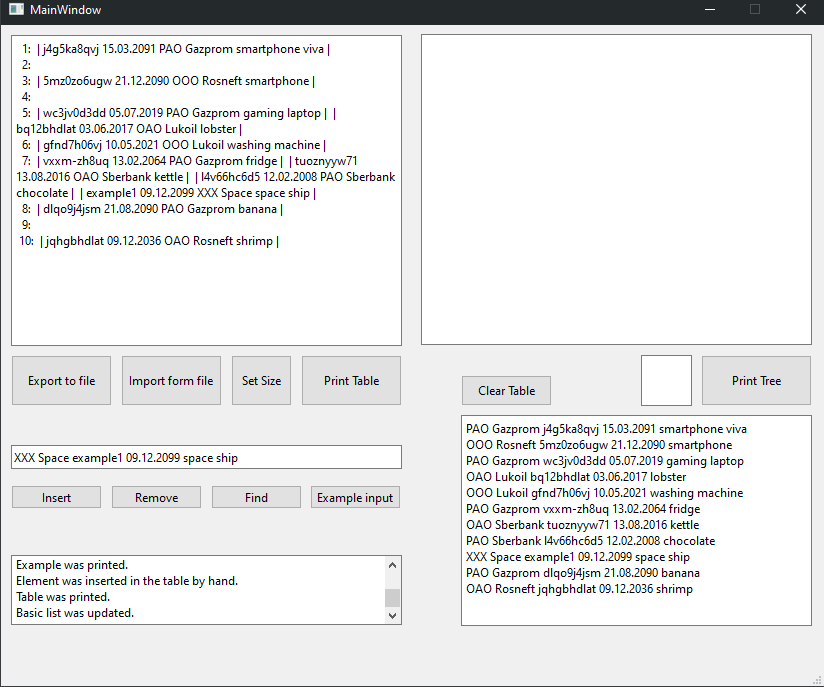 MainWindow
1: | j4g5ka8qvj 15.03.2091 PAO Gazprom smartphone viva |
2:
3: | 5mz0zo6ugw 21.12.2090 OOO Rosneft smartphone |
4:
5: | wc3jv0d3dd 05.07.2019 PAO Gazprom gaming laptop | |
bq12bhdlat 03.06.2017 OAO Lukoil lobster |
6: | gfnd7h06vj 10.05.2021 OOO Lukoil washing machine |
7: | vxxm-zh8uq 13.02.2064 PAO Gazprom fridge | | tuoznyyw71
13.08.2016 OAO Sberbank kettle | | l4v66hc6d5 12.02.2008 PAO Sberbank
chocolate | | example1 09.12.2099 XXX Space space ship |
8: | dlqo9j4jsm 21.08.2090 PAO Gazprom banana |
9:
10: | jqhgbhdlat 09.12.2036 OAO Rosneft shrimp |
Export to file
Import form file
Set Size
Print Table
Clear Table
Print Tree
XXX Space example1 09.12.2099 space ship
Insert
Remove
Find
Example input
Example was printed.
Element was inserted in the table by hand.
Table was printed.
Basic list was updated.
PAO Gazprom j4g5ka8qvj 15.03.2091 smartphone viva
OOO Rosneft 5mz0zo6ugw 21.12.2090 smartphone
PAO Gazprom wc3jv0d3dd 05.07.2019 gaming laptop
OAO Lukoil bq12bhdlat 03.06.2017 lobster
OOO Lukoil gfnd7h06vj 10.05.2021 washing machine
PAO Gazprom vxxm-zh8uq 13.02.2064 fridge
OAO Sberbank tuoznyyw71 13.08.2016 kettle
PAO Sberbank l4v66hc6d5 12.02.2008 chocolate
XXX Space example1 09.12.2099 space ship
PAO Gazprom dlqo9j4jsm 21.08.2090 banana
OAO Rosneft jqhgbhdlat 09.12.2036 shrimp